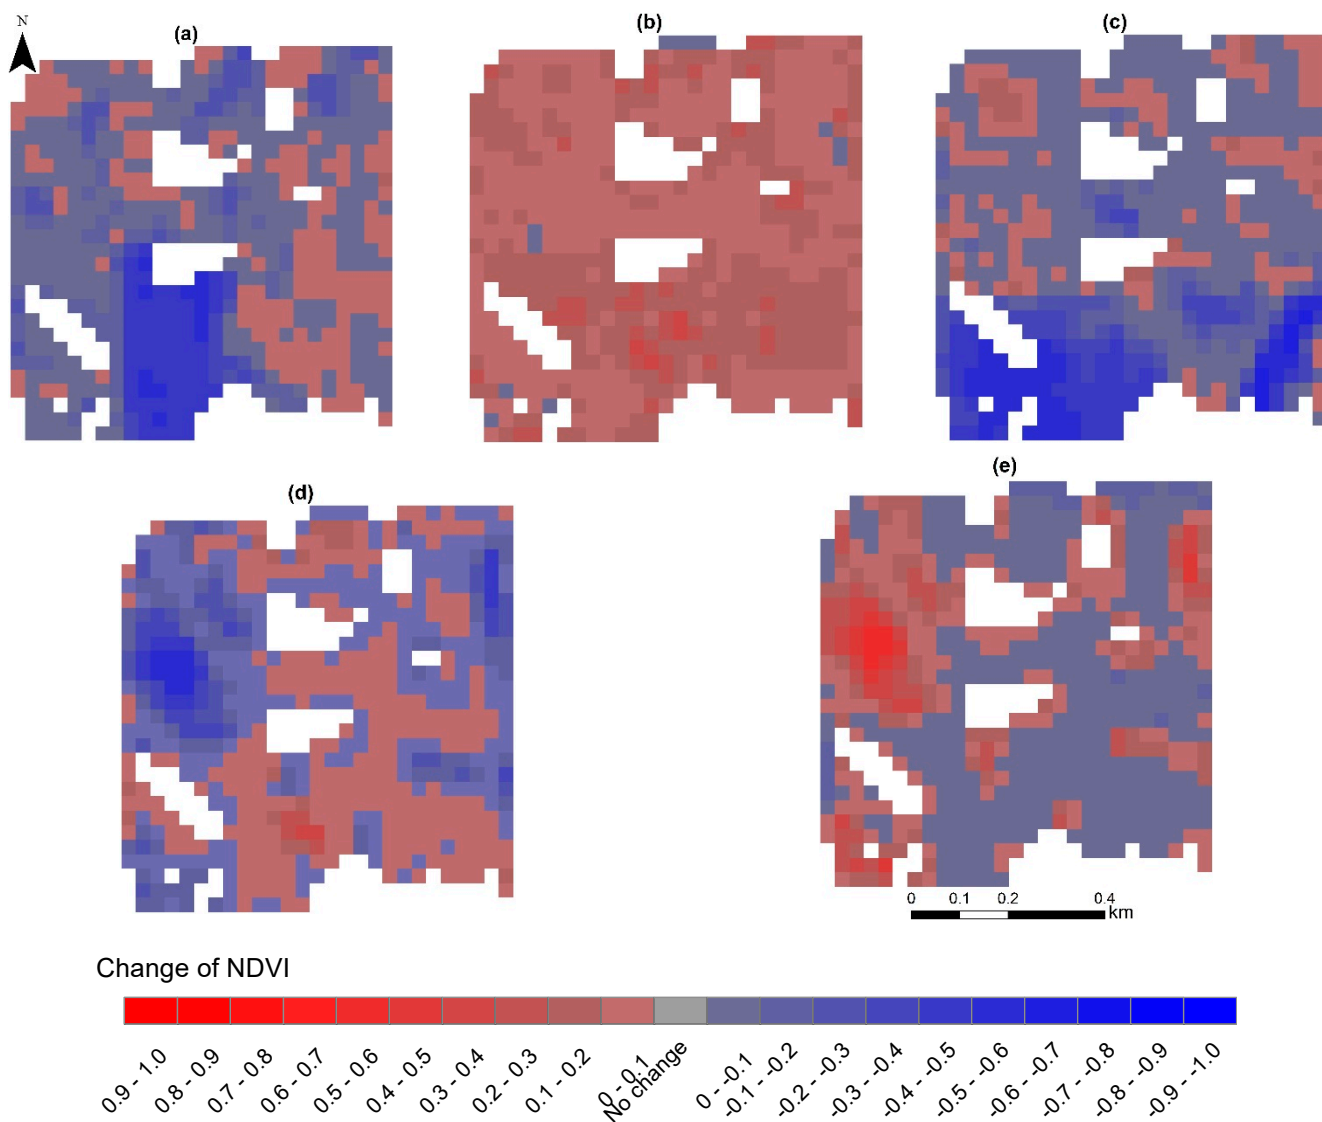 N
(a)
(b)
(c)
(d)
(e)
0 0.1 0.2 0.4
km
Change of NDVI
0.9 - 1.0
0.8 - 0.9
0.7 - 0.8
0.6 - 0.7
0.5 - 0.6
0.4 - 0.5
0.3 - 0.4
0.2 - 0.3
0.1 - 0.2
0 - 0.1
No change
0 - -0.1
-0.1 - -0.2
-0.2 - -0.3
-0.3 - -0.4
-0.4 - -0.5
-0.5 - -0.6
-0.6 - -0.7
-0.7 - -0.8
-0.8 - -0.9
-0.9 - -1.0